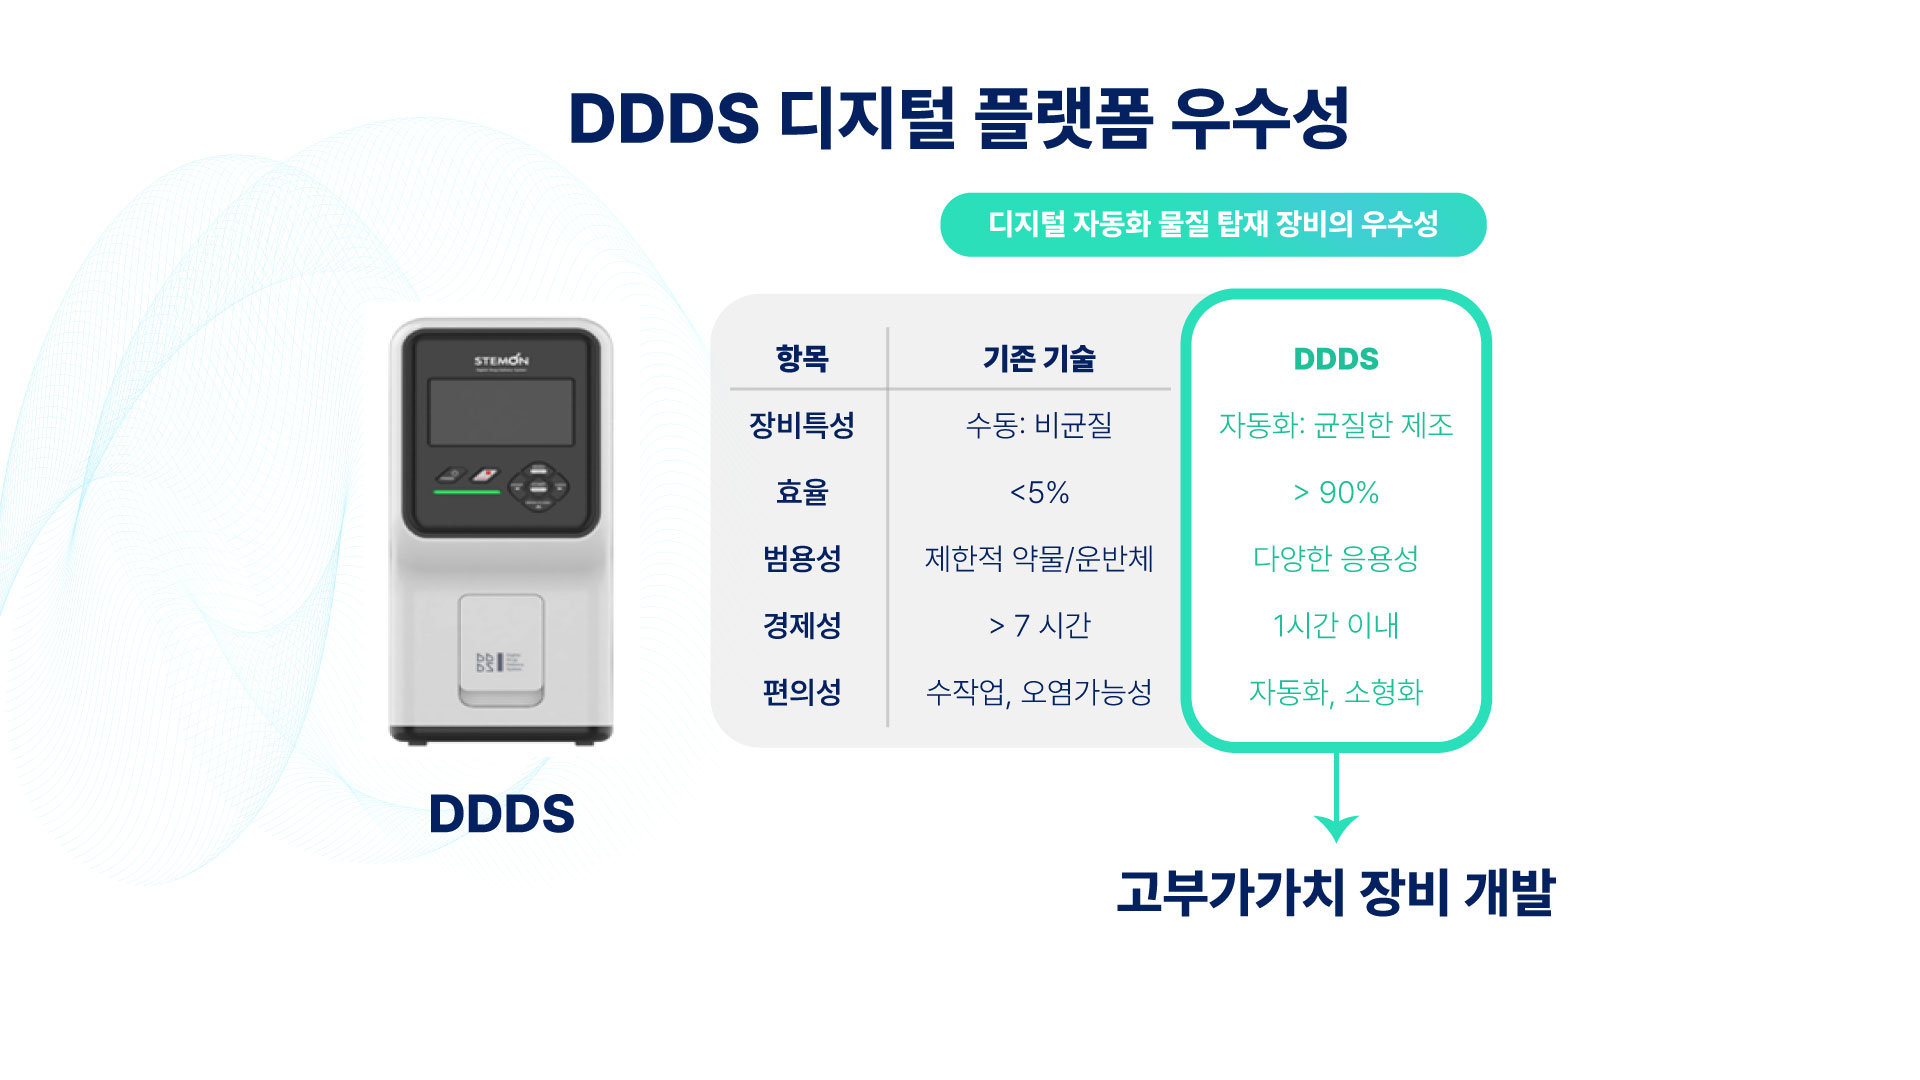 DDDS 디지털 플랫폼 우수성
디지털 자동화 물질 탑재 장비의 우수성
STEMON
항목 기존 기술 DDDS
장비특성 수동: 비균질 자동화: 균질한 제조
효율 <5% > 90%
범용성 제한적 약물/운반체 다양한 응용성
경제성 > 7 시간 1시간 이내
편의성 수작업, 오염가능성 자동화, 소형화
DDDS
고부가가치 장비 개발